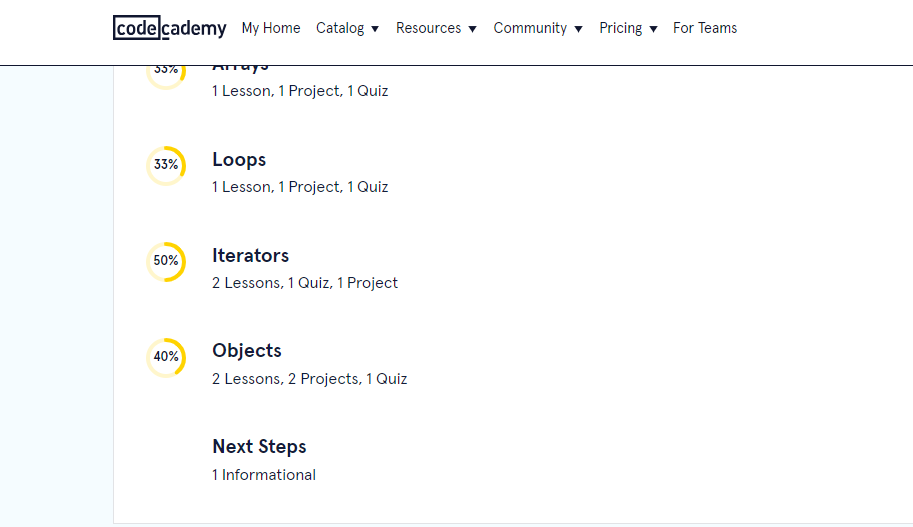 codecademy My Home Catalog Resources Community Pricing For Teams
33% Arrays
1 Lesson, 1 Project, 1 Quiz
33% Loops
1 Lesson, 1 Project, 1 Quiz
50% Iterators
2 Lessons, 1 Quiz, 1 Project
40% Objects
2 Lessons, 2 Projects, 1 Quiz
Next Steps
1 Informational